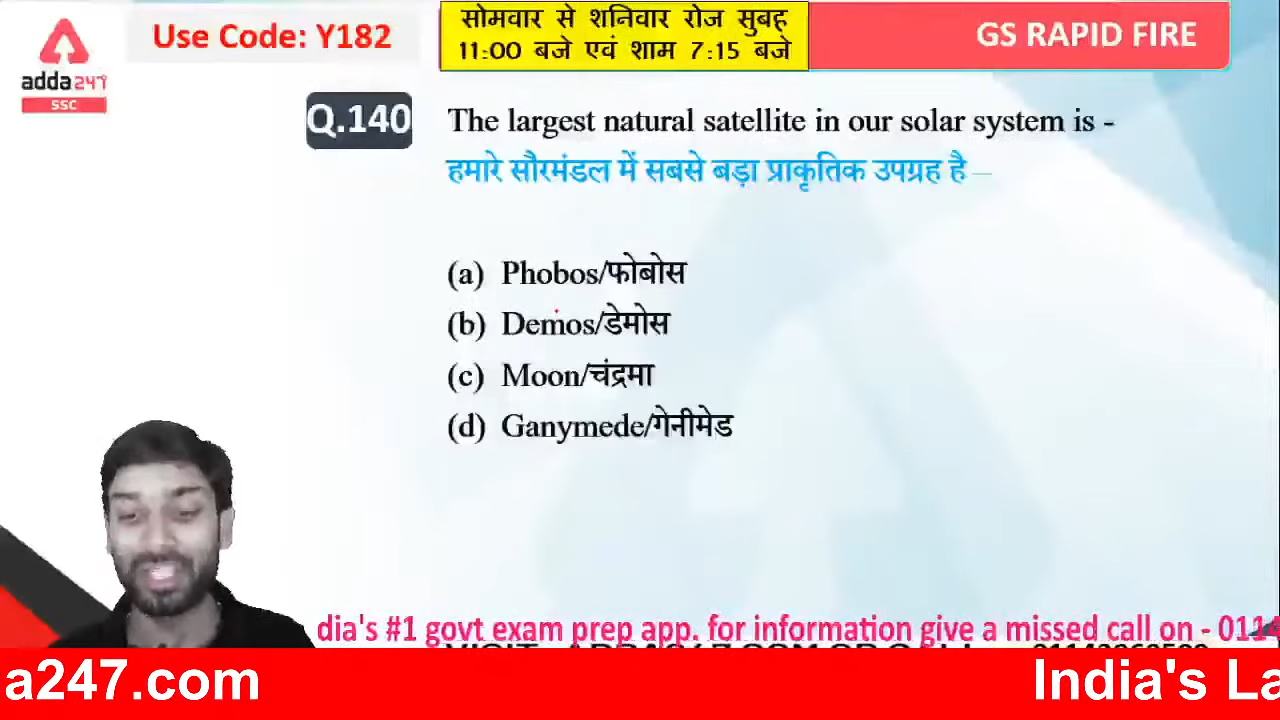 Use Code: Y182
सोमवार से शनिवार रोज सुबह
11:00 बजे एवं शाम 7:15 बजे
GS RAPID FIRE
adda247
SSC
Q.140 The largest natural satellite in our solar system is -
हमारे सौरमंडल में सबसे बड़ा प्राकृतिक उपग्रह है –
(a) Phobos/फोबोस
(b) Demos/डेमोस
(c) Moon/चंद्रमा
(d) Ganymede/गेनीमेड
dia's #1 govt exam prep app. for information give a missed call on - 0114
a247.com India's La